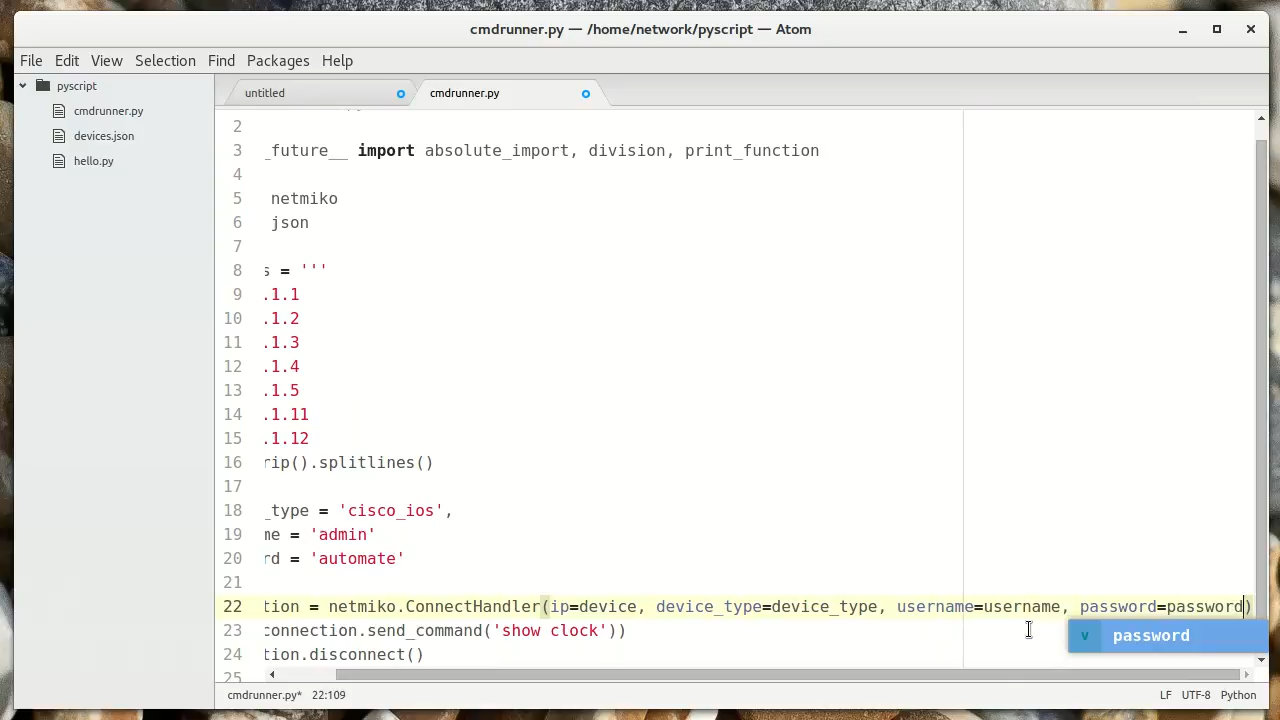 cmdrunner.py — /home/network/pyscript — Atom
File Edit View Selection Find Packages Help
pyscript
cmdrunner.py
devices.json
hello.py
untitled
cmdrunner.py
2
3 _future__ import absolute_import, division, print_function
4
5 netmiko
6 json
7
8 s = '''
9 .1.1
10 .1.2
11 .1.3
12 .1.4
13 .1.5
14 .1.11
15 .1.12
16 rip().splitlines()
17
18 _type = 'cisco_ios',
19 me = 'admin'
20 rd = 'automate'
21
22 tion = netmiko.ConnectHandler(ip=device, device_type=device_type, username=username, password=password)
23 connection.send_command('show clock'))
v password
24 tion.disconnect()
25
cmdrunner.py* 22:109 LF UTF-8 Python